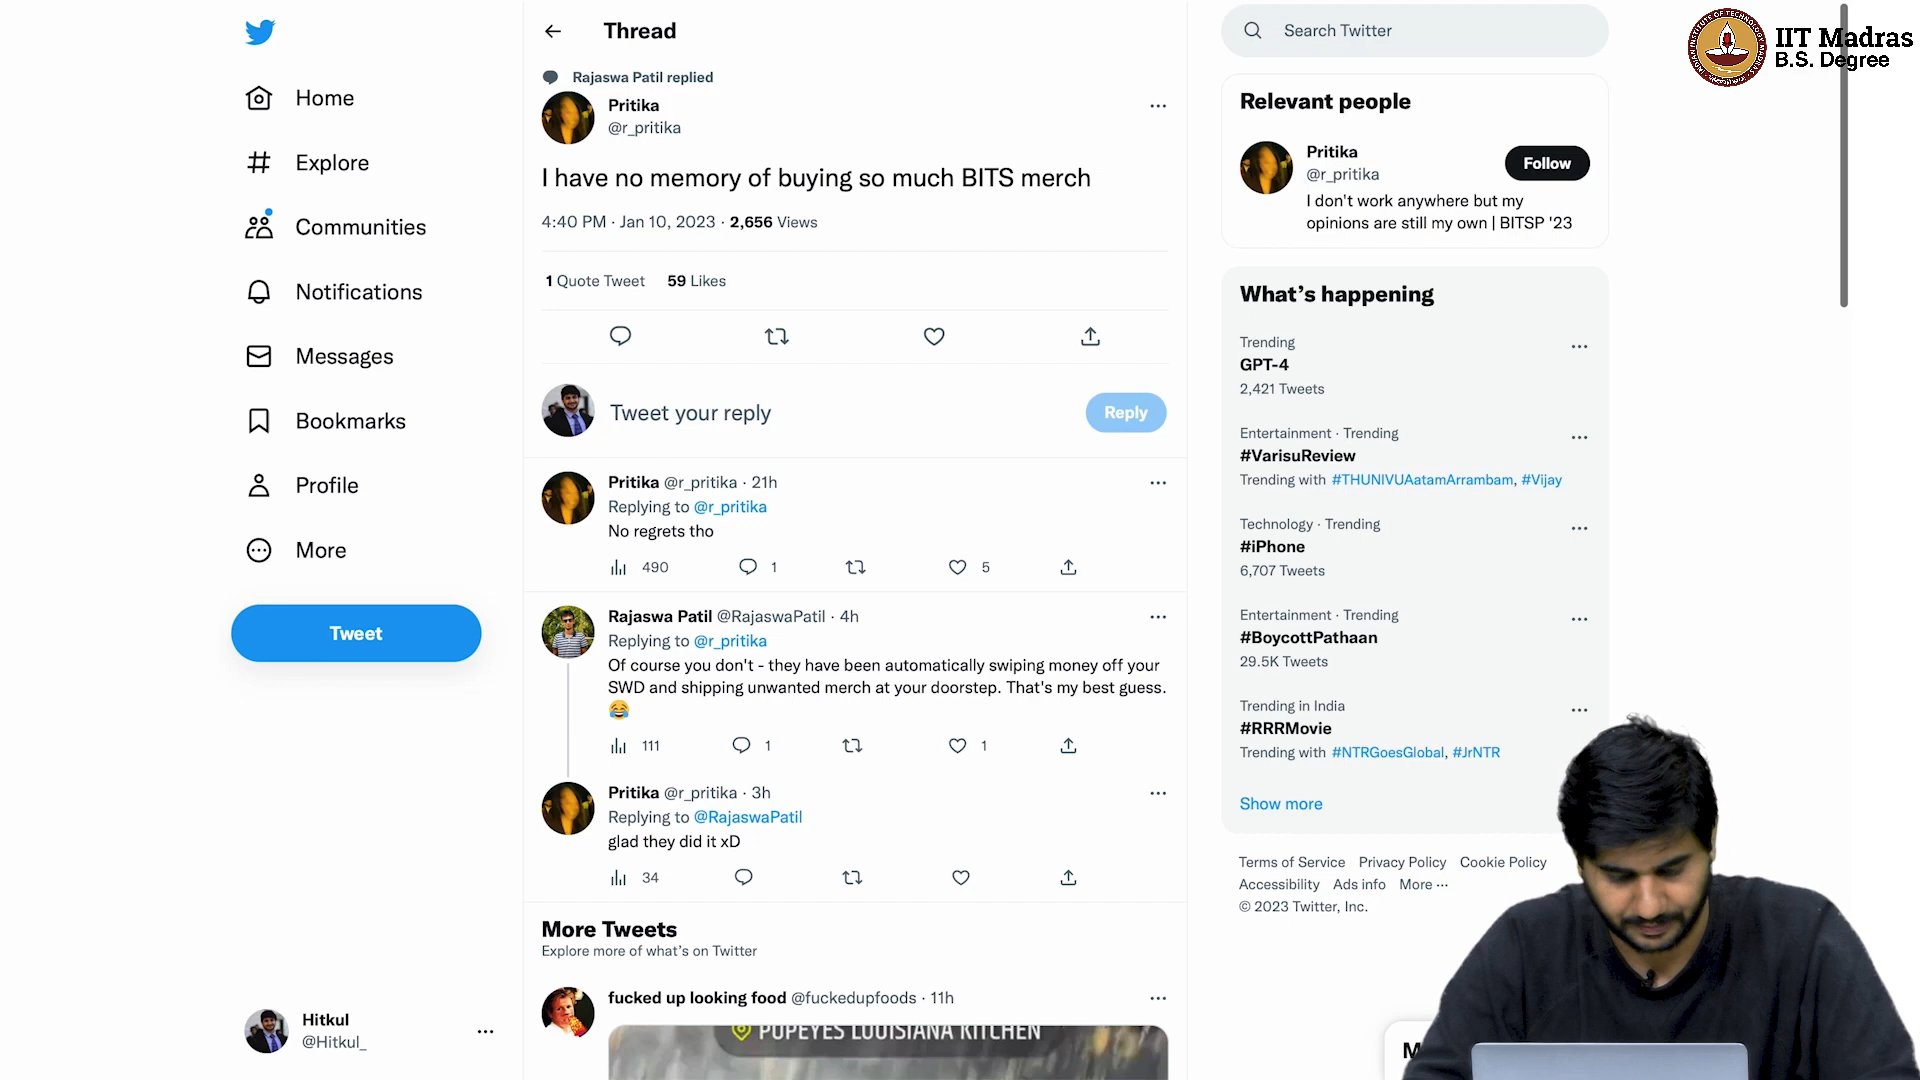 Home
Explore
Communities
Notifications
Messages
Bookmarks
Profile
More
Tweet
Hitkul
@Hitkul_
Thread
Rajaswa Patil replied
Pritika
@r_pritika
I have no memory of buying so much BITS merch
4:40 PM · Jan 10, 2023 · 2,656 Views
1 Quote Tweet 59 Likes
Tweet your reply
Reply
Pritika @r_pritika · 21h
Replying to @r_pritika
No regrets tho
490 1 5
Rajaswa Patil @RajaswaPatil · 4h
Replying to @r_pritika
Of course you don't - they have been automatically swiping money off your
SWD and shipping unwanted merch at your doorstep. That's my best guess.
😂
111 1 1
Pritika @r_pritika · 3h
Replying to @RajaswaPatil
glad they did it xD
34
More Tweets
Explore more of what's on Twitter
fucked up looking food @fuckedupfoods · 11h
POPEYES LOUISIANA KITCHEN
Search Twitter
Relevant people
Pritika
@r_pritika
Follow
I don't work anywhere but my
opinions are still my own | BITSP '23
What's happening
Trending
GPT-4
2,421 Tweets
Entertainment · Trending
#VarisuReview
Trending with #THUNIVUAatamArrambam, #Vijay
Technology · Trending
#iPhone
6,707 Tweets
Entertainment · Trending
#BoycottPathaan
29.5K Tweets
Trending in India
#RRRMovie
Trending with #NTRGoesGlobal, #JrNTR
Show more
Terms of Service Privacy Policy Cookie Policy
Accessibility Ads info More ···
© 2023 Twitter, Inc.
IIT Madras
B.S. Degree